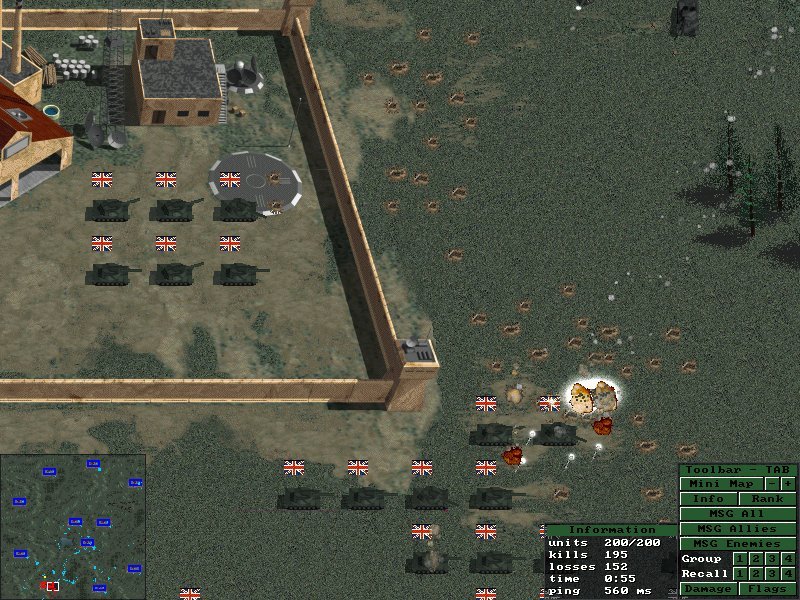 Toolbar - TAB
Mini Map - +
Info Rank
MSG All
MSG Allies
MSG Enemies
Group 1 2 3 4
Recall 1 2 3 4
Damage Flags
Information
units 200/200
kills 195
losses 152
time 0:55
ping 560 ms